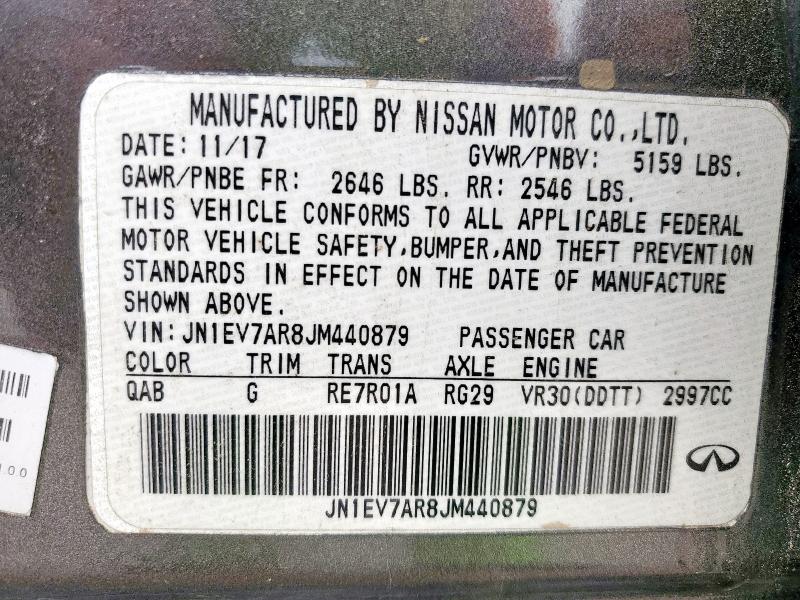 MANUFACTURED BY NISSAN MOTOR CO.,LTD.
DATE: 11/17 GVWR/PNBV: 5159 LBS.
GAWR/PNBE FR: 2646 LBS. RR: 2546 LBS.
THIS VEHICLE CONFORMS TO ALL APPLICABLE FEDERAL
MOTOR VEHICLE SAFETY,BUMPER,AND THEFT PREVENTION
STANDARDS IN EFFECT ON THE DATE OF MANUFACTURE
SHOWN ABOVE.
VIN:JN1EV7AR8JM440879 PASSENGER CAR
COLOR TRIM TRANS AXLE ENGINE
QAB G RE7R01A RG29 VR30(DDTT) 2997CC
JN1EV7AR8JM440879